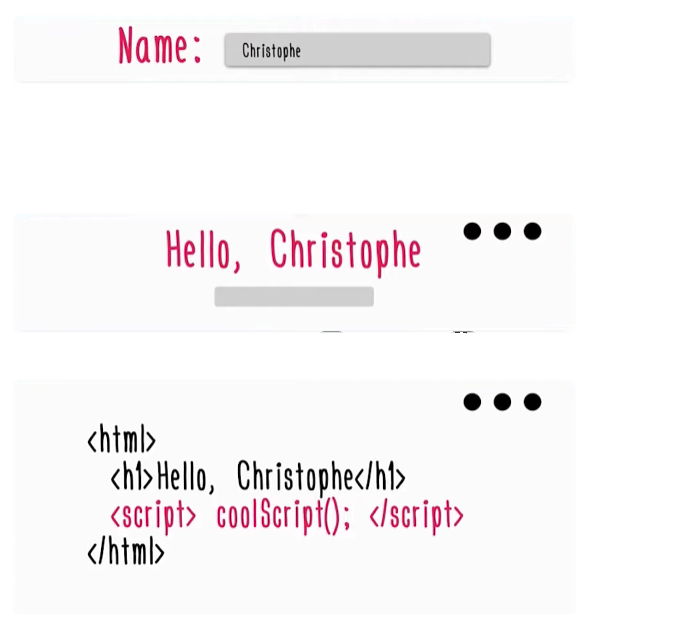 Name: Christophe
Hello, Christophe
<html>
<h1>Hello, Christophe</h1>
<script> coolScript(); </script>
</html>